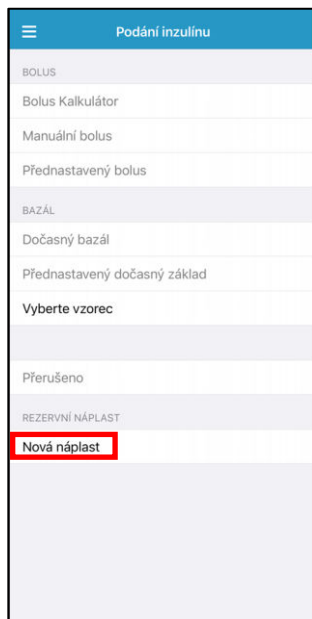 Podání inzulínu
BOLUS
Bolus Kalkulátor
Manuální bolus
Přednastavený bolus
BAZÁL
Dočasný bazál
Přednastavený dočasný základ
Vyberte vzorec
Přerušeno
REZERVNÍ NÁPLAST
Nová náplast